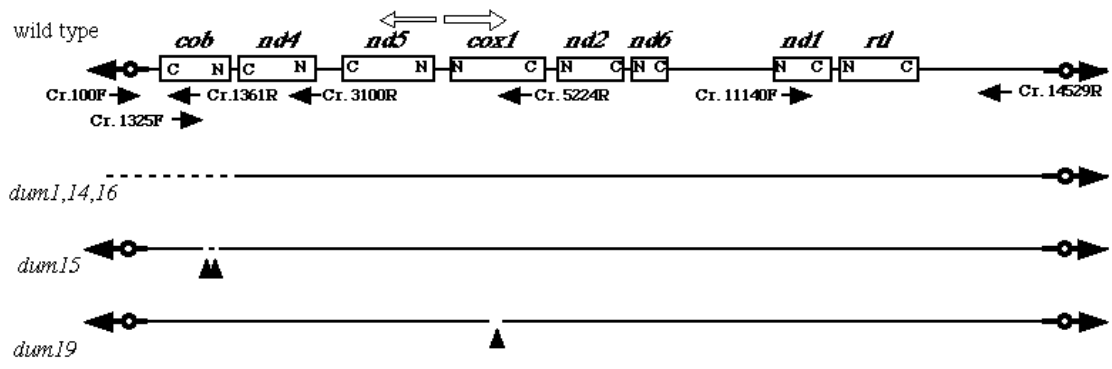 wild type
cob nd4 nd5 cox1 nd2 nd6 nd1 rtl
C N C N C N N C N C N C N C N C
Cr.100F Cr.1361R Cr. 3100R Cr. 5224R Cr. 11140F Cr. 14529R
Cr. 1325F
dum1,14,16
dum15
dum19